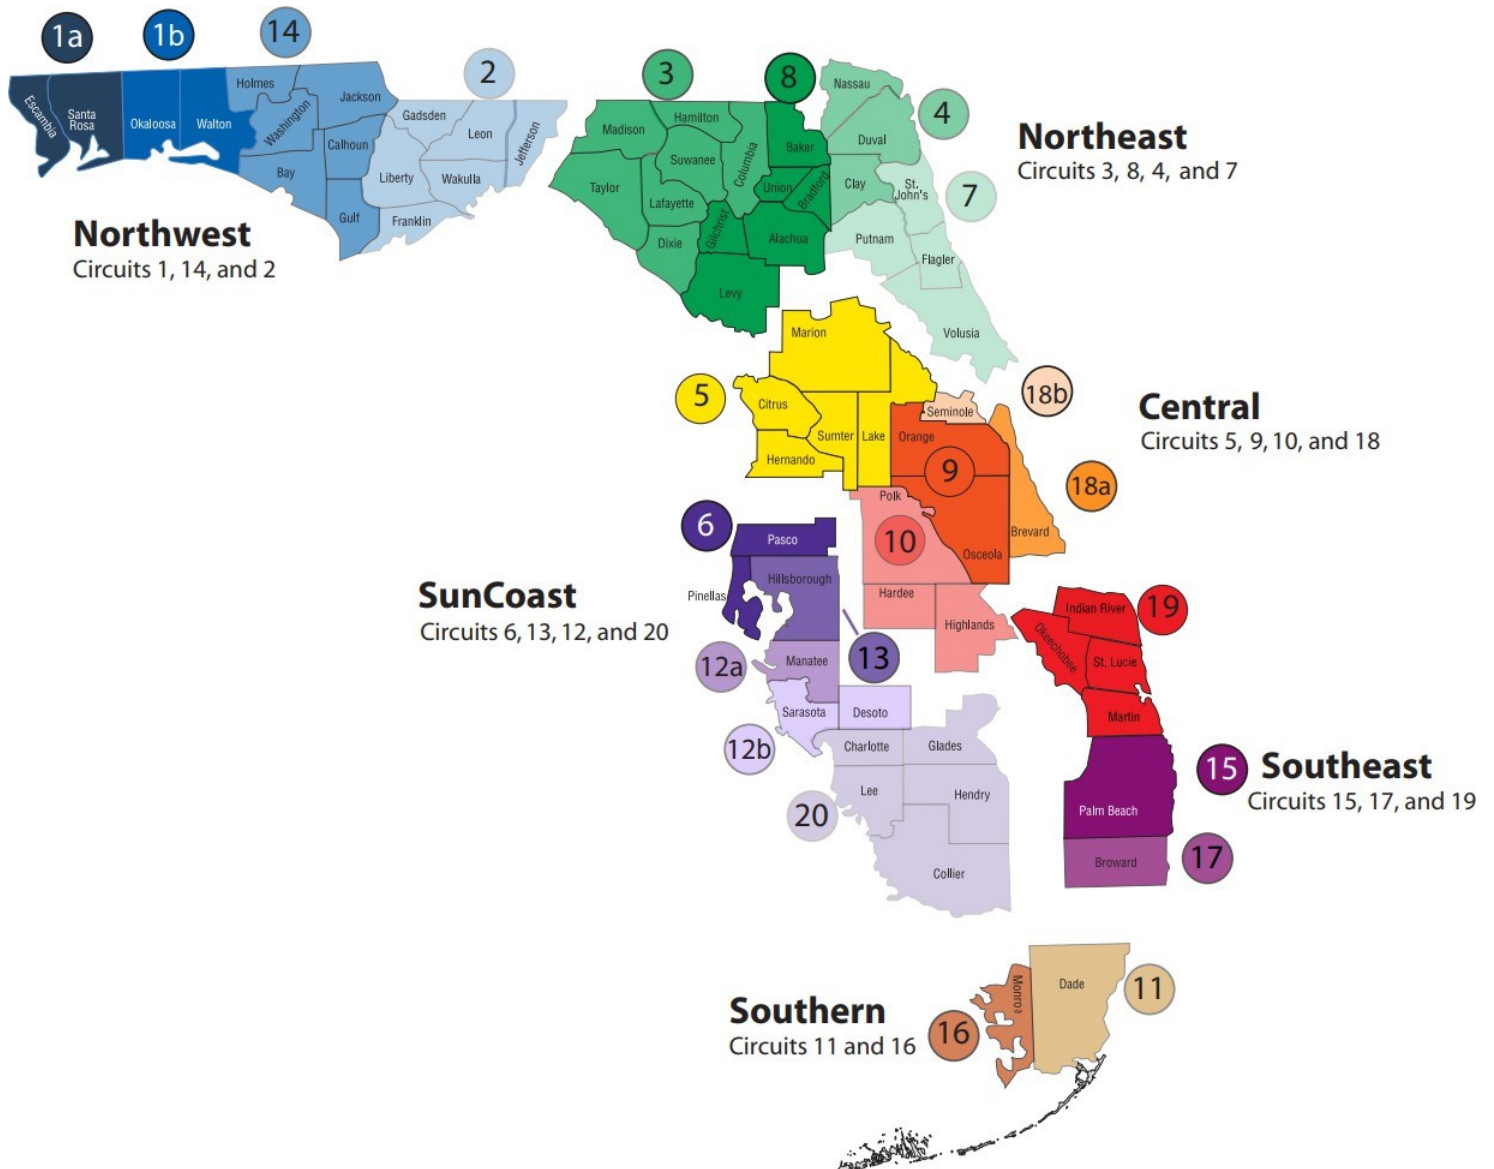 1a
1b
14
2
3
8
4
7
Holmes
Jackson
Washington
Calhoun
Bay
Gulf
Escambia
Santa
Rosa
Okaloosa
Walton
Gadsden
Leon
Jefferson
Liberty
Wakulla
Franklin
Northwest
Circuits 1, 14, and 2
Madison
Hamilton
Suwanee
Columbia
Taylor
Lafayette
Dixie
Baker
Union
Bradford
Gilchrist
Alachua
Levy
Nassau
Duval
Clay
St.
John's
Putnam
Flagler
Volusia
Northeast
Circuits 3, 8, 4, and 7
5
Marion
Citrus
Sumter
Lake
Hernando
18b
Seminole
Orange
9
Osceola
18a
Brevard
Polk
10
Hardee
Highlands
Central
Circuits 5, 9, 10, and 18
6
Pasco
Pinellas
Hillsborough
13
12a
Manatee
12b
Sarasota
Desoto
20
Charlotte
Glades
Lee
Hendry
Collier
SunCoast
Circuits 6, 13, 12, and 20
19
Indian River
Okeechobee
St. Lucie
Martin
15
Palm Beach
17
Broward
Southeast
Circuits 15, 17, and 19
Southern
Circuits 11 and 16
16
Monroe
Dade
11